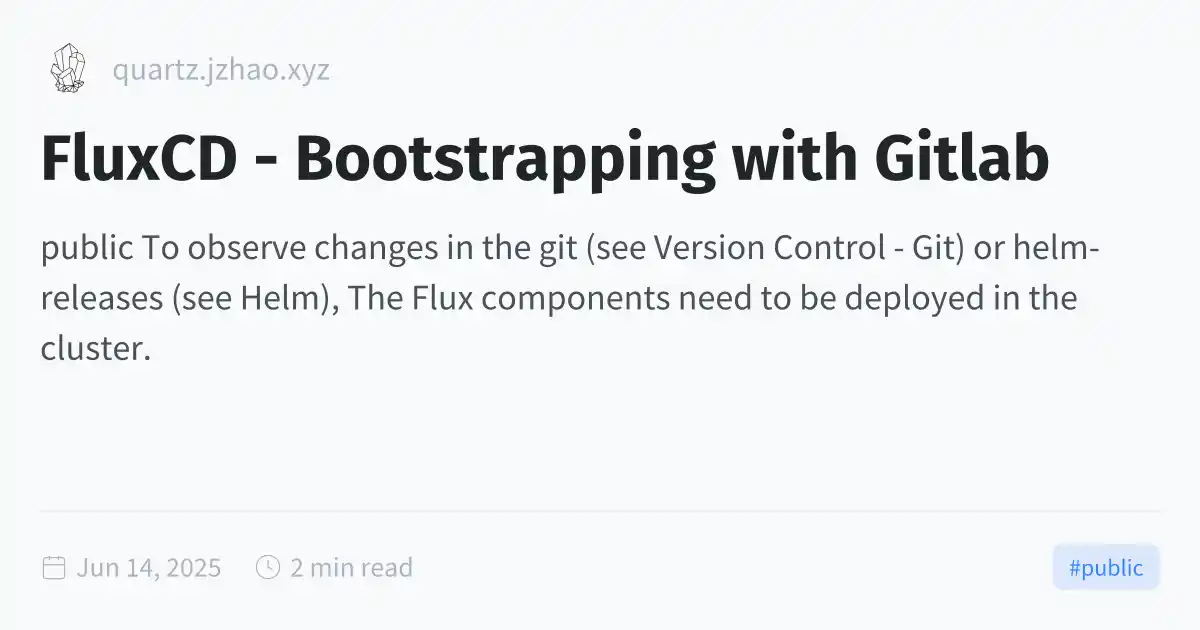 quartz.jzhao.xyz
FluxCD - Bootstrapping with Gitlab
public To observe changes in the git (see Version Control - Git) or helm-
releases (see Helm), The Flux components need to be deployed in the
cluster.
Jun 14, 2025 2 min read #public